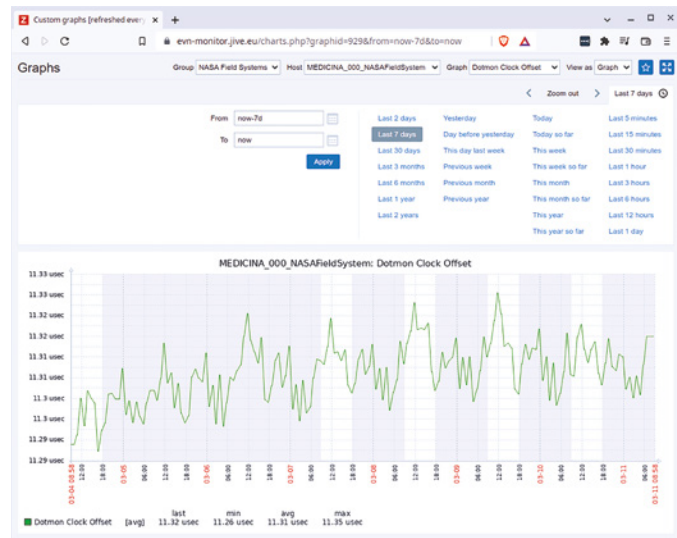 Custom graphs [refreshed every
evn-monitor.jive.eu/charts.php?graphid=929&from=now-7d&to=now
Graphs
Group NASA Field Systems Host MEDICINA_000_NASAFieldSystem Graph Dotmon Clock Offset View as Graph
Zoom out Last 7 days
From now-7d
To now
Apply
Last 2 days Yesterday Today Last 5 minutes
Last 7 days Day before yesterday Today so far Last 15 minutes
Last 30 days This day last week This week Last 30 minutes
Last 3 months Previous week This week so far Last 1 hour
Last 6 months Previous month This month Last 3 hours
Last 1 year Previous year This month so far Last 6 hours
Last 2 years This year Last 12 hours
This year so far Last 1 day
MEDICINA_000_NASAFieldSystem: Dotmon Clock Offset
11.33 usec
11.33 usec
11.32 usec
11.32 usec
11.31 usec
11.31 usec
11.3 usec
11.3 usec
11.29 usec
11.29 usec
03-04 08:58 12:00 18:00 03-05 06:00 12:00 18:00 03-06 06:00 12:00 18:00 03-07 06:00 12:00 18:00 03-08 06:00 12:00 18:00 03-09 06:00 12:00 18:00 03-10 06:00 12:00 18:00 03-11 06:00 03-11 08:58
last min avg max
Dotmon Clock Offset [avg] 11.32 usec 11.26 usec 11.31 usec 11.35 usec